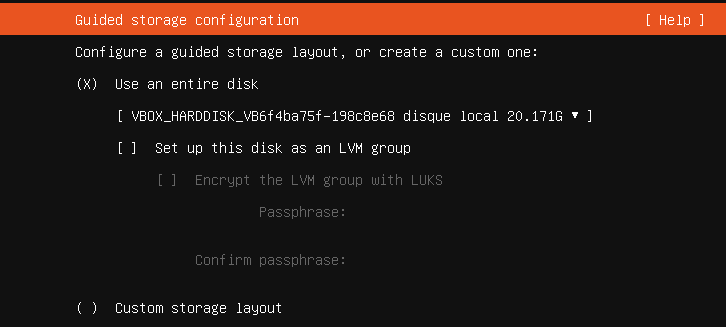 Guided storage configuration [ Help ]
Configure a guided storage layout, or create a custom one:
(X) Use an entire disk
[ VBOX_HARDDISK_VB6f4ba75f-198c8e68 disque local 20.171G ▼ ]
[ ] Set up this disk as an LVM group
[ ] Encrypt the LVM group with LUKS
Passphrase:
Confirm passphrase:
( ) Custom storage layout